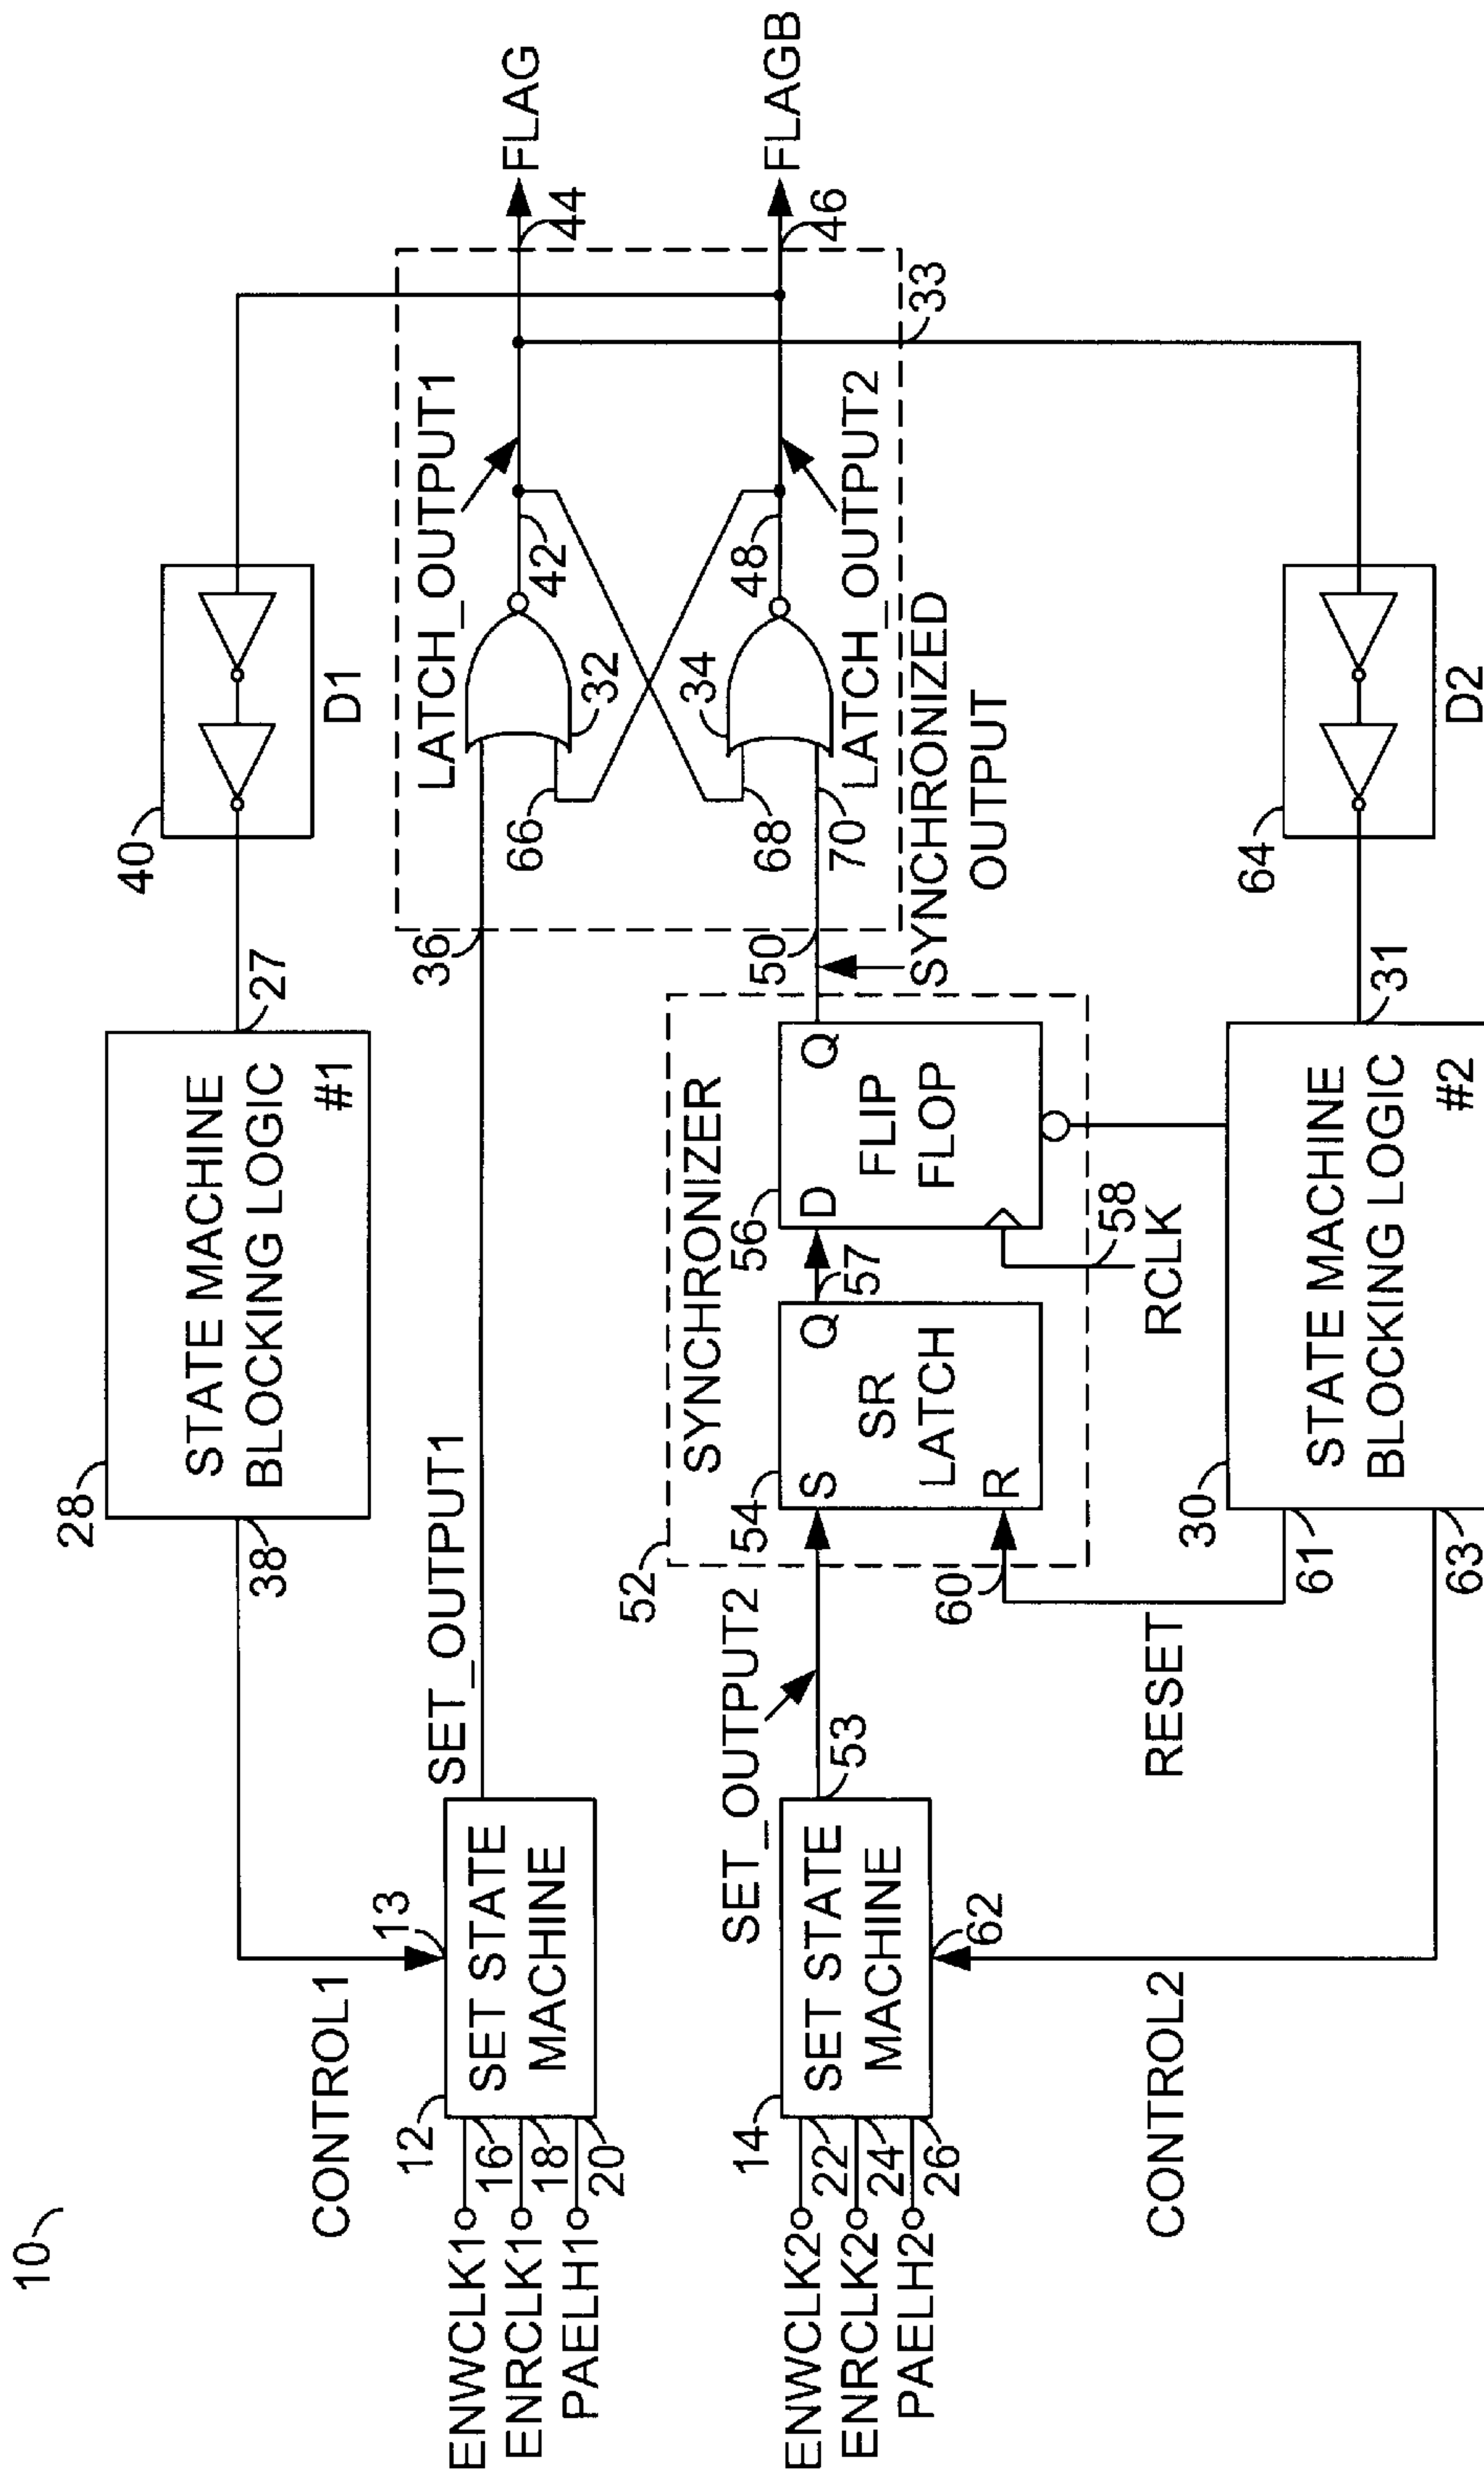 10
CONTROL1
28
STATE MACHINE
BLOCKING LOGIC
#1
38
27
40
D1
ENWCLK1
ENRCLK1
PAELH1
16
18
20
12
13
SET STATE
MACHINE
SET_OUTPUT1
36
66
32
42
LATCH_OUTPUT1
44
FLAG
ENWCLK2
ENRCLK2
PAELH2
22
24
26
14
62
SET STATE
MACHINE
53
SET_OUTPUT2
52
SYNCHRONIZER
54
S
Q
SR
LATCH
R
57
56
D
Q
FLIP
FLOP
60
58
RCLK
50
SYNCHRONIZED
OUTPUT
68
70
34
48
LATCH_OUTPUT2
46
FLAGB
33
RESET
CONTROL2
30
61
63
STATE MACHINE
BLOCKING LOGIC
#2
31
64
D2